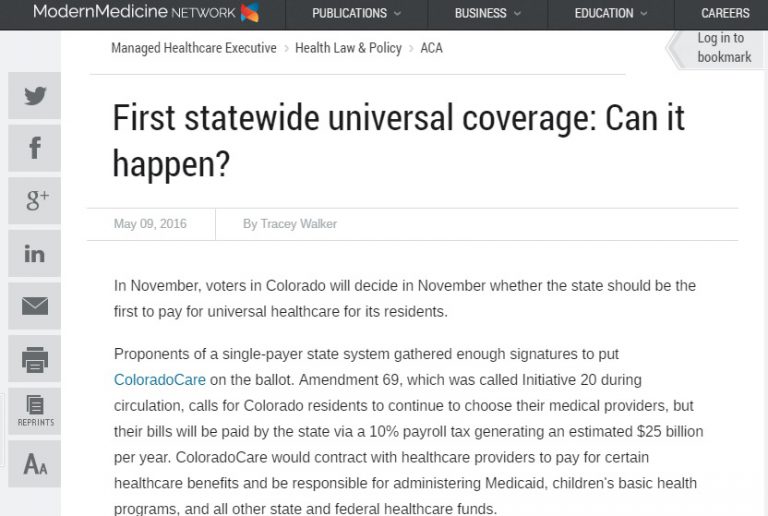 ModernMedicine NETWORK PUBLICATIONS BUSINESS EDUCATION CAREERS
Managed Healthcare Executive › Health Law & Policy › ACA
Log in to
bookmark
First statewide universal coverage: Can it
happen?
May 09, 2016 By Tracey Walker
In November, voters in Colorado will decide in November whether the state should be the
first to pay for universal healthcare for its residents.
Proponents of a single-payer state system gathered enough signatures to put
ColoradoCare on the ballot. Amendment 69, which was called Initiative 20 during
circulation, calls for Colorado residents to continue to choose their medical providers, but
their bills will be paid by the state via a 10% payroll tax generating an estimated $25 billion
per year. ColoradoCare would contract with healthcare providers to pay for certain
healthcare benefits and be responsible for administering Medicaid, children's basic health
programs, and all other state and federal healthcare funds.
f
g+
in
REPRINTS
AA